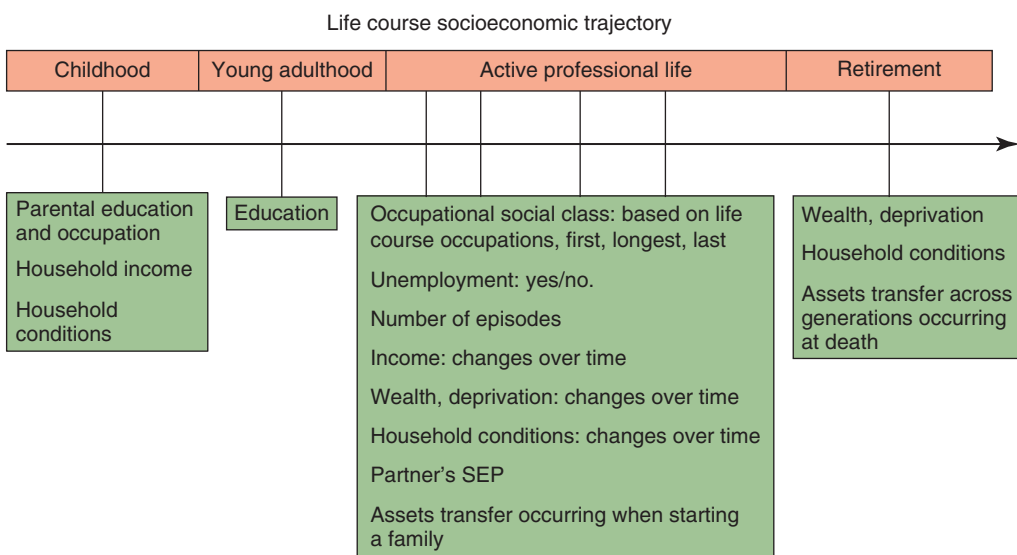 Life course socioeconomic trajectory
Childhood
Young adulthood
Active professional life
Retirement
Parental education
and occupation
Household income
Household
conditions
Education
Occupational social class: based on life
course occupations, first, longest, last
Unemployment: yes/no.
Number of episodes
Income: changes over time
Wealth, deprivation: changes over time
Household conditions: changes over time
Partner's SEP
Assets transfer occurring when starting
a family
Wealth, deprivation
Household conditions
Assets transfer across
generations occurring
at death